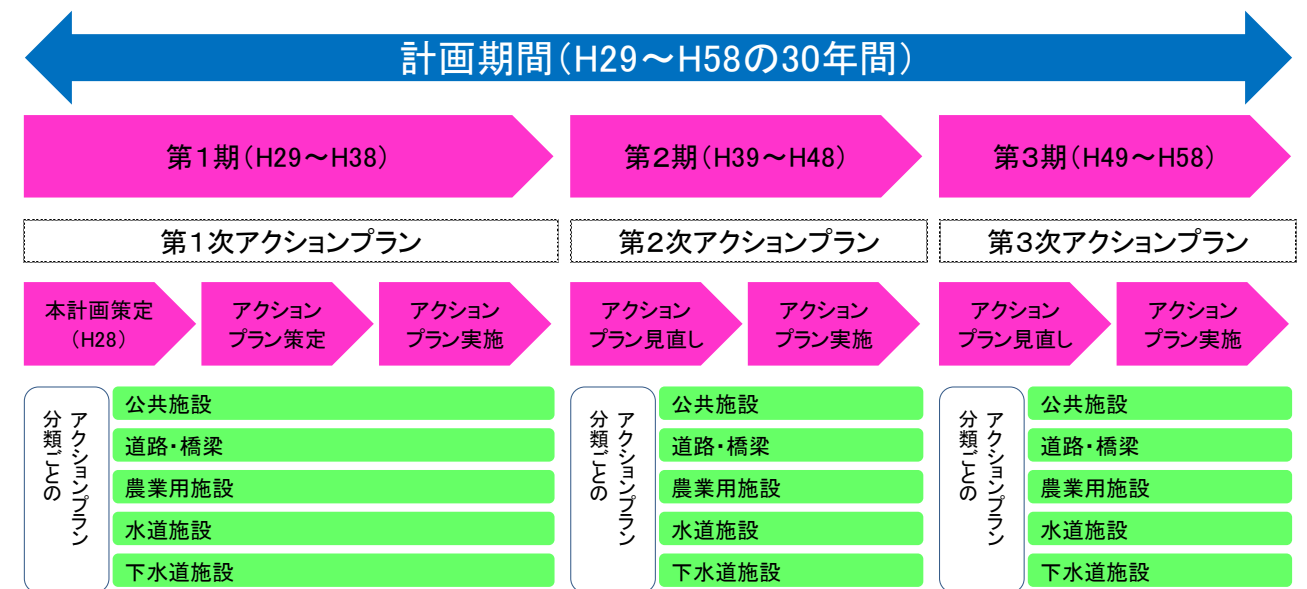 計画期間（H29～H58の30年間）
第１期（H29～H38）
第２期（H39～H48）
第３期（H49～H58）
第１次アクションプラン
第２次アクションプラン
第３次アクションプラン
本計画策定
（H28）
アクション
プラン策定
アクション
プラン実施
アクション
プラン見直し
アクション
プラン実施
アクション
プラン見直し
アクション
プラン実施
分類ごとの
アクションプラン
公共施設
道路・橋梁
農業用施設
水道施設
下水道施設
分類ごとの
アクションプラン
公共施設
道路・橋梁
農業用施設
水道施設
下水道施設
分類ごとの
アクションプラン
公共施設
道路・橋梁
農業用施設
水道施設
下水道施設